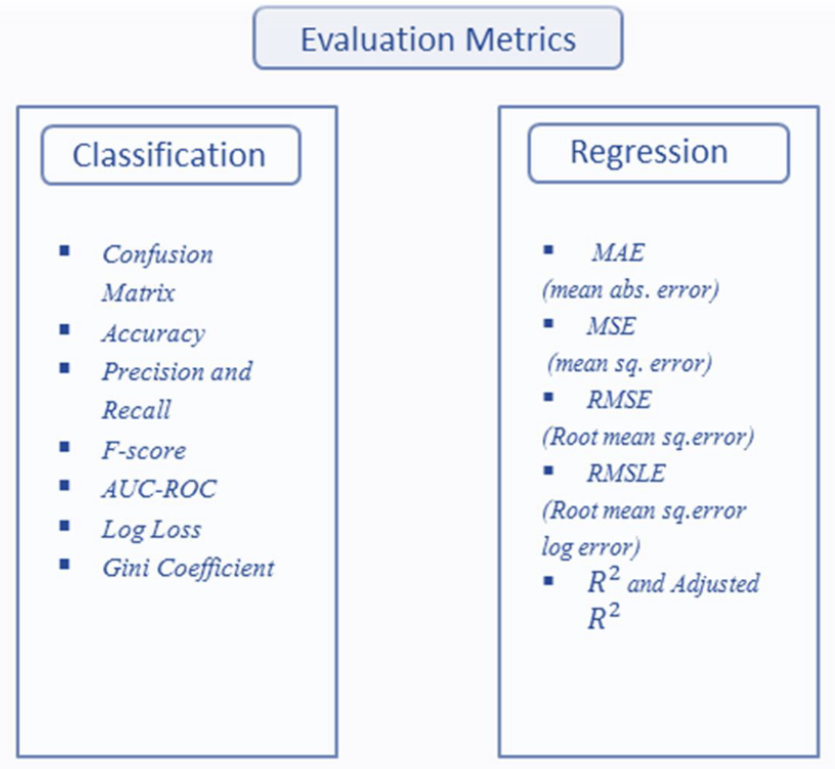 Evaluation Metrics
Classification
▪ Confusion
Matrix
▪ Accuracy
▪ Precision and
Recall
▪ F-score
▪ AUC-ROC
▪ Log Loss
▪ Gini Coefficient
Regression
▪ MAE
(mean abs. error)
▪ MSE
(mean sq. error)
▪ RMSE
(Root mean sq.error)
▪ RMSLE
(Root mean sq.error
log error)
▪ R² and Adjusted
R²